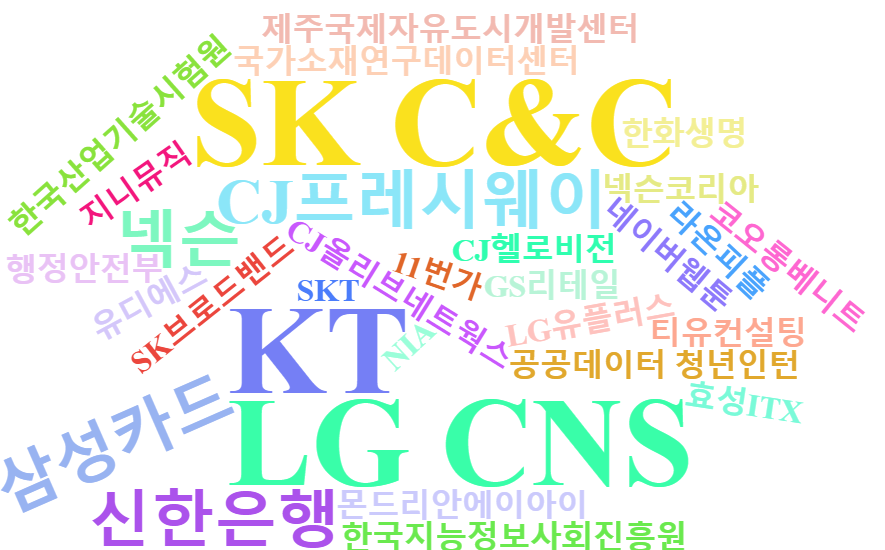 제주국제자유도시개발센터
국가소재연구데이터센터
한국산업기술시험원
SK C&C
한화생명
지니뮤직
CJ프레시웨이
넥슨코리아
넥슨
네이버웹툰
라온피플
코오롱베니트
CJ올리브네트웍스
CJ헬로비전
11번가
행정안전부
유디에스
SK브로드밴드
SKT
GS리테일
KT
NIA
LG유플러스
티유컨설팅
공공데이터 청년인턴
삼성카드
효성ITX
LG CNS
신한은행
몬드리안에이아이
한국지능정보사회진흥원